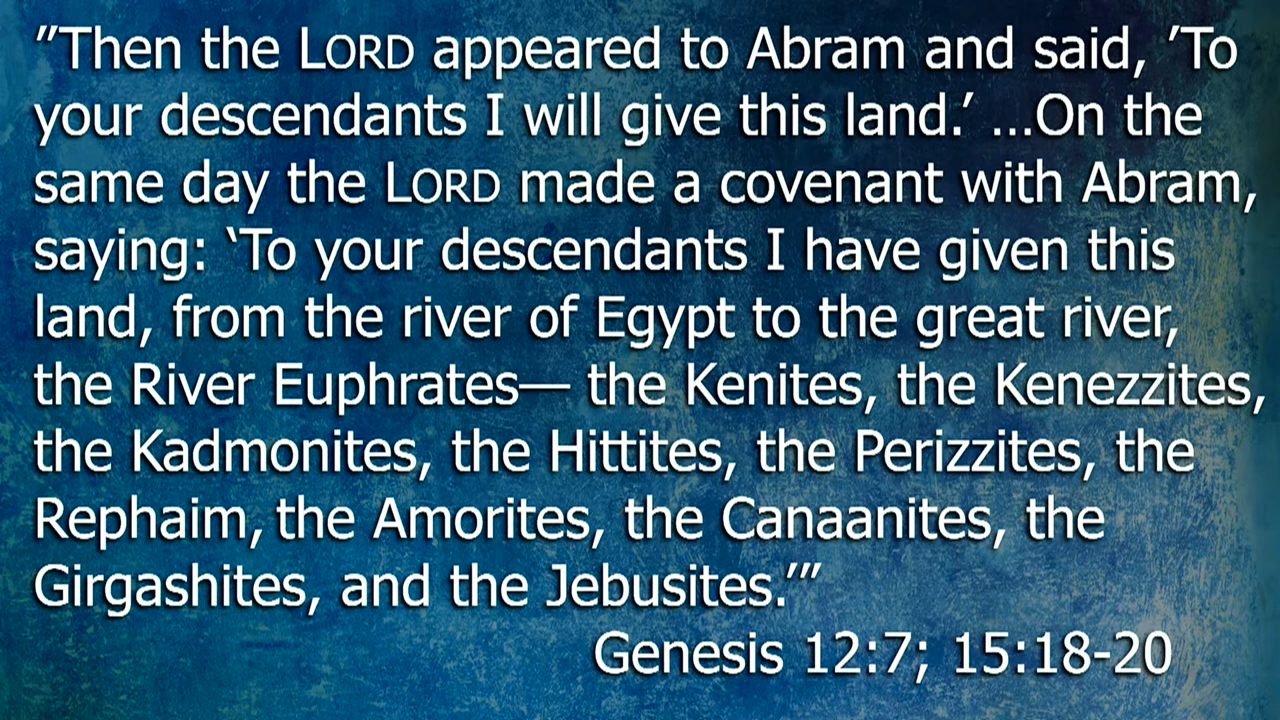 "Then the LORD appeared to Abram and said, 'To
your descendants I will give this land.' ...On the
same day the LORD made a covenant with Abram,
saying: ‘To your descendants I have given this
land, from the river of Egypt to the great river,
the River Euphrates— the Kenites, the Kenezzites,
the Kadmonites, the Hittites, the Perizzites, the
Rephaim, the Amorites, the Canaanites, the
Girgashites, and the Jebusites.’”
Genesis 12:7; 15:18-20